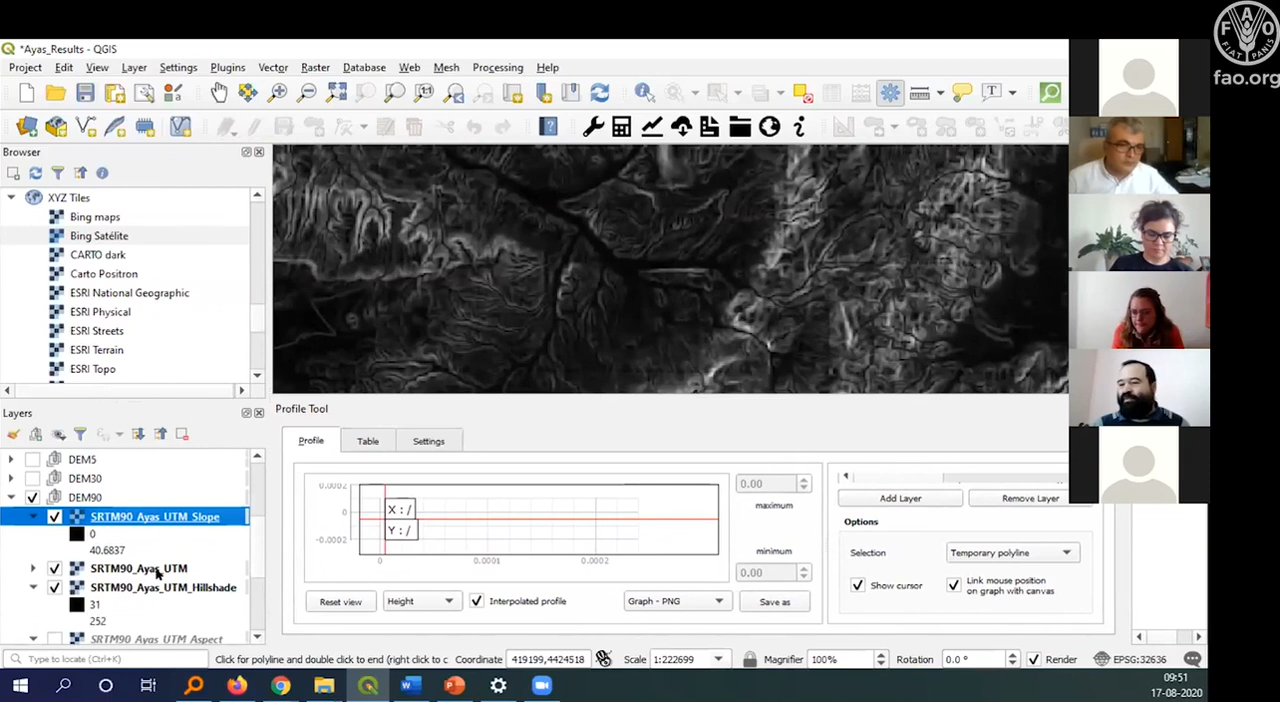 *Ayas_Results - QGIS
Project Edit View Layer Settings Plugins Vector Raster Database Web Mesh Processing Help
FAO
FIAT PANIS
fao.org
Browser
XYZ Tiles
Bing maps
Bing Satélite
CARTO dark
Carto Positron
ESRI National Geographic
ESRI Physical
ESRI Streets
ESRI Terrain
ESRI Topo
Layers
DEM5
DEM30
DEM90
SRTM90_Ayas_UTM_Slope
0
40.6837
SRTM90_Ayas_UTM
SRTM90_Ayas_UTM_Hillshade
31
252
SRTM90_Ayas_UTM_Aspect
Profile Tool
Profile Table Settings
0.0002
0
-0.0002
X : /
Y : /
0 0.0001 0.0002
0.00
maximum
minimum
0.00
Reset view Height Interpolated profile Graph - PNG Save as
Add Layer Remove Layer
Options
Selection Temporary polyline
Show cursor
Link mouse position
on graph with canvas
Type to locate (Ctrl+K) Click for polyline and double click to end (right click to c Coordinate 419199,4424518 Scale 1:222699 Magnifier 100% Rotation 0.0 ° Render EPSG:32636
09:51
17-08-2020